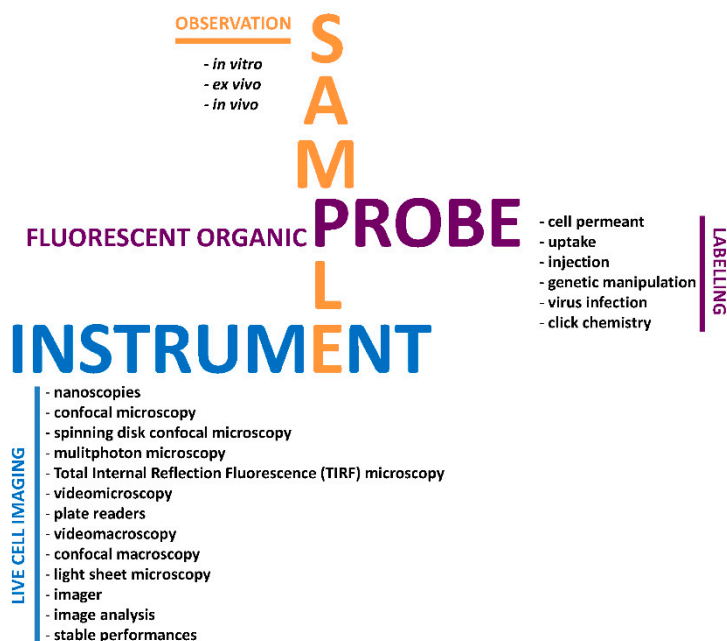 OBSERVATION
- in vitro
- ex vivo
- in vivo
SAMPLE
FLUORESCENT ORGANIC PROBE
- cell permeant
- uptake
- injection
- genetic manipulation
- virus infection
- click chemistry
LABELLING
INSTRUMENT
LIVE CELL IMAGING
- nanoscopies
- confocal microscopy
- spinning disk confocal microscopy
- mulitphoton microscopy
- Total Internal Reflection Fluorescence (TIRF) microscopy
- videomicroscopy
- plate readers
- videomacroscopy
- confocal macroscopy
- light sheet microscopy
- imager
- image analysis
- stable performances